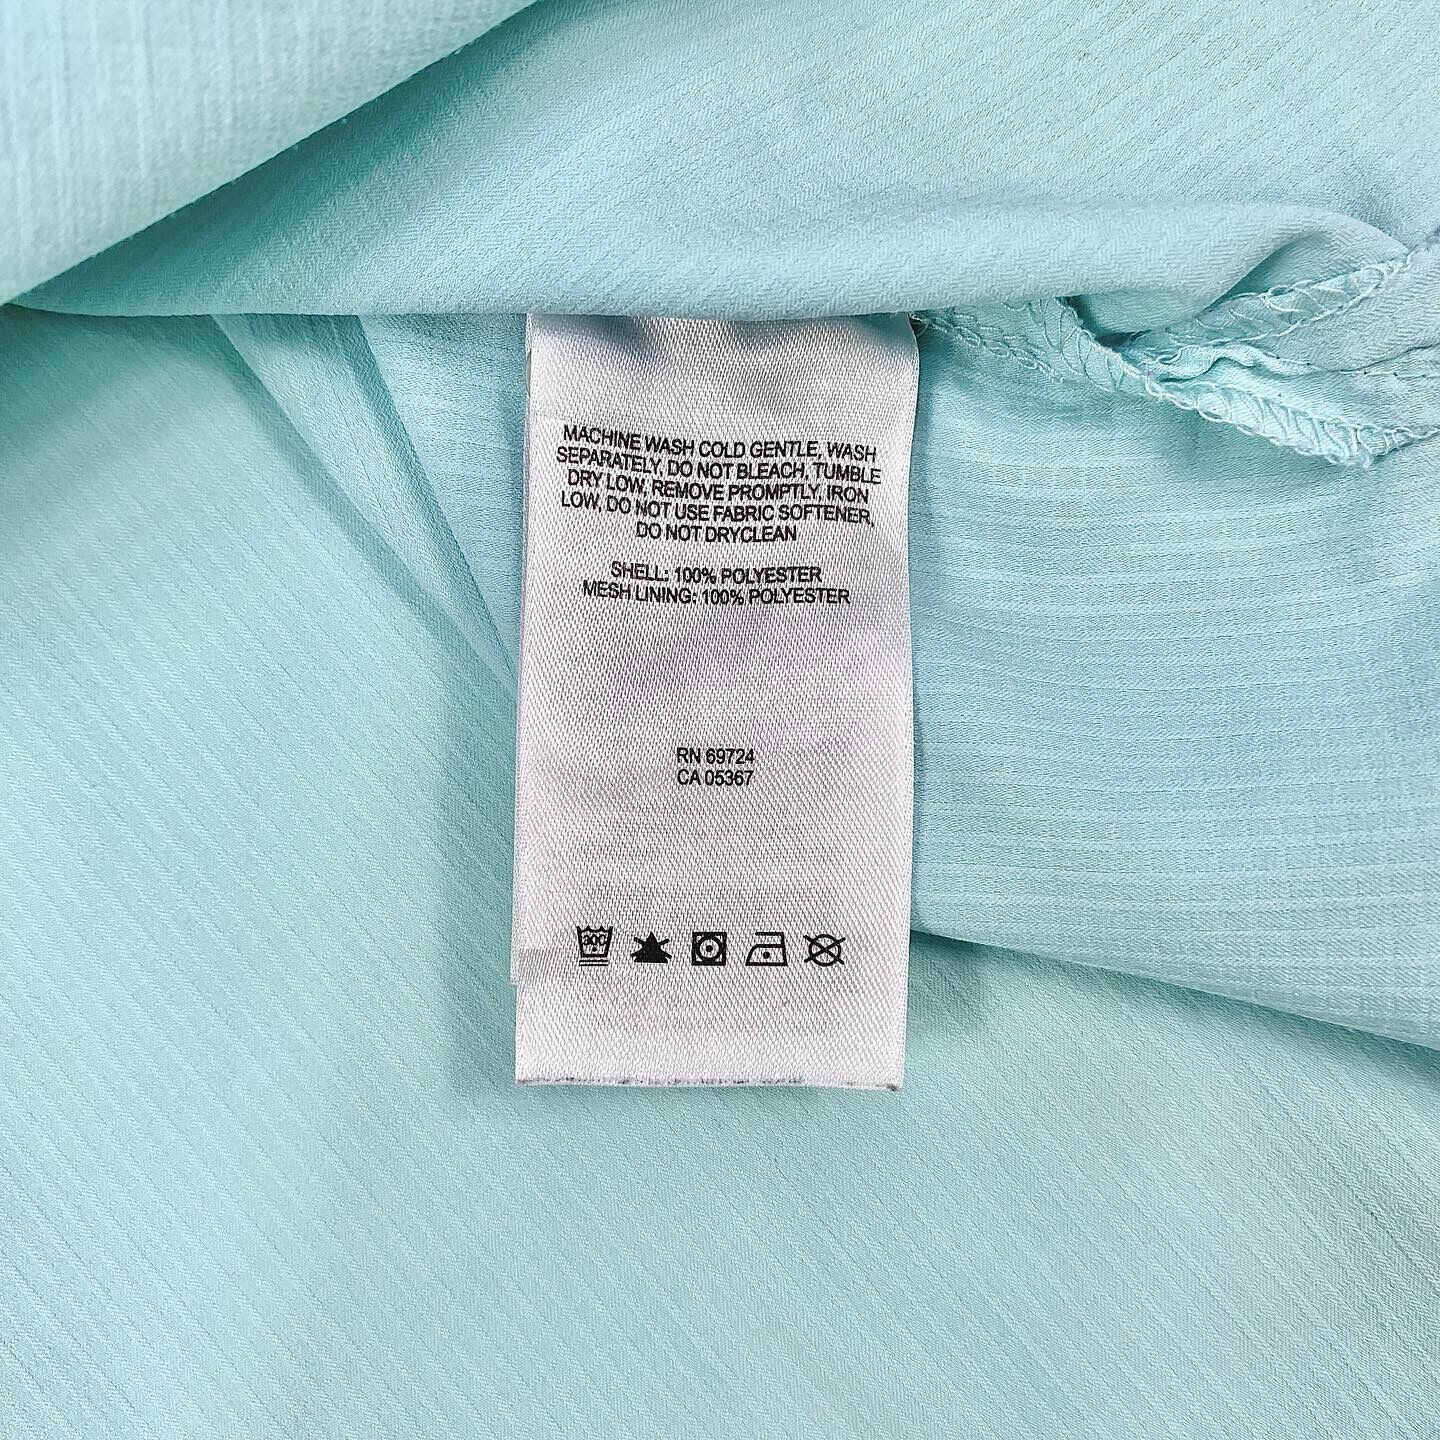 MACHINE WASH COLD GENTLE, WASH
SEPARATELY, DO NOT BLEACH, TUMBLE
DRY LOW, REMOVE PROMPTLY, IRON
LOW, DO NOT USE FABRIC SOFTENER,
DO NOT DRYCLEAN
SHELL: 100% POLYESTER
MESH LINING: 100% POLYESTER
RN 69724
CA 05367
30C